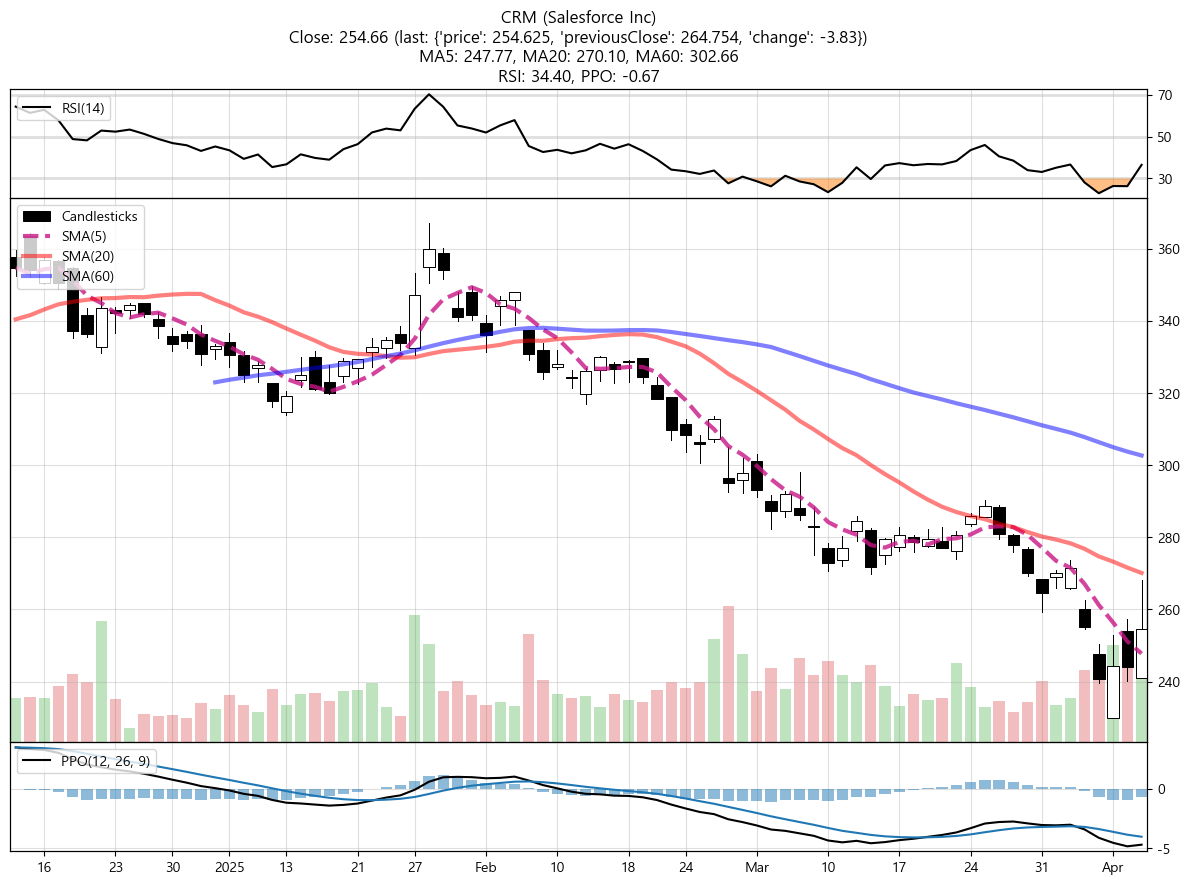 CRM (Salesforce Inc)
Close: 254.66 (last: {'price': 254.625, 'previousClose': 264.754, 'change': -3.83})
MA5: 247.77, MA20: 270.10, MA60: 302.66
RSI: 34.40, PPO: -0.67
RSI(14)
70
50
30
Candlesticks
SMA(5)
SMA(20)
SMA(60)
360
340
320
300
280
260
240
PPO(12, 26, 9)
0
-5
16 23 30 2025 13 21 27 Feb 10 18 24 Mar 10 17 24 31 Apr